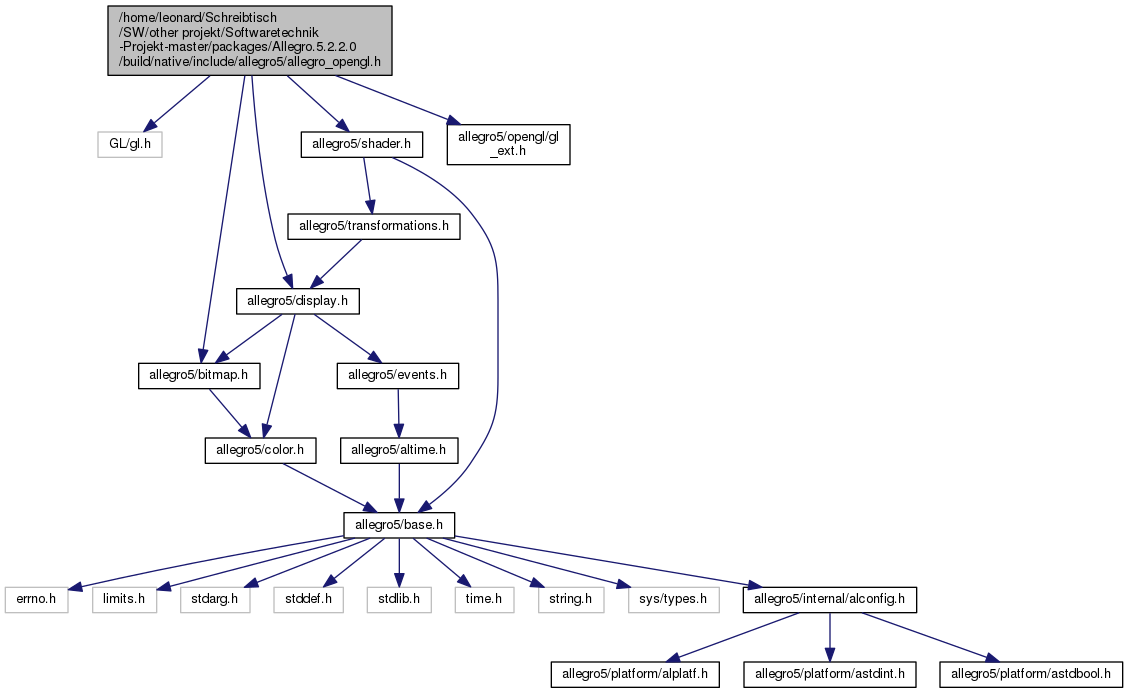 /home/leonard/Schreibtisch
/SW/other projekt/Softwaretechnik
-Projekt-master/packages/Allegro.5.2.2.0
/build/native/include/allegro5/allegro_opengl.h
GL/gl.h
allegro5/shader.h
allegro5/opengl/gl
_ext.h
allegro5/transformations.h
allegro5/display.h
allegro5/bitmap.h
allegro5/events.h
allegro5/color.h
allegro5/altime.h
allegro5/base.h
errno.h
limits.h
stdarg.h
stddef.h
stdlib.h
time.h
string.h
sys/types.h
allegro5/internal/alconfig.h
allegro5/platform/alplatf.h
allegro5/platform/astdint.h
allegro5/platform/astdbool.h